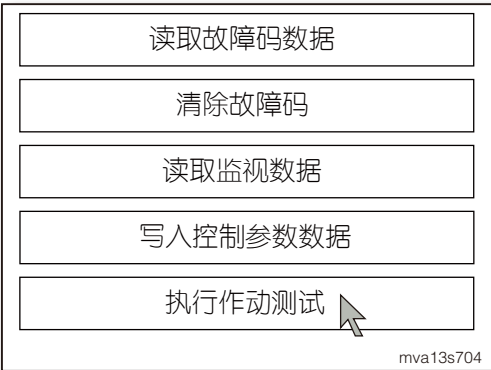 读取故障码数据
清除故障码
读取监视数据
写入控制参数数据
执行作动测试
mva13s704